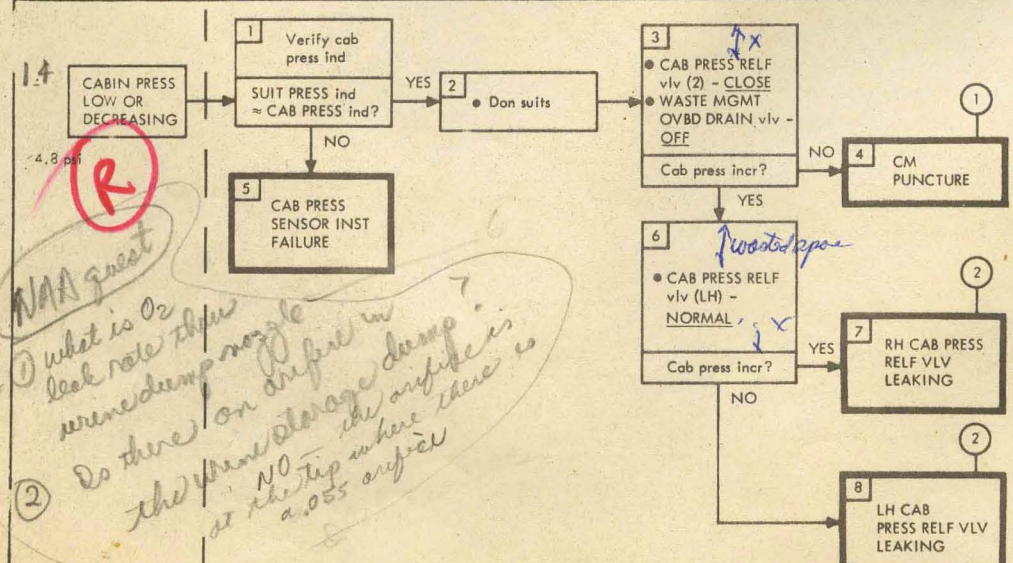 1.4
CABIN PRESS
LOW OR
DECREASING
4.8 psi
R
1
Verify cab
press ind
SUIT PRESS ind
≈ CAB PRESS ind?
YES
NO
2
• Don suits
3
x
• CAB PRESS RELF
vlv (2) - CLOSE
• WASTE MGMT
OVBD DRAIN vlv -
OFF
Cab press incr?
NO
YES
1
4
CM
PUNCTURE
5
CAB PRESS
SENSOR INST
FAILURE
6
wasted space
• CAB PRESS RELF
vlv (LH) -
NORMAL
x
Cab press incr?
YES
NO
2
7
RH CAB PRESS
RELF VLV
LEAKING
2
8
LH CAB
PRESS RELF VLV
LEAKING
NAA quest
① what is O2
leak rate thru
urine dump nozzle
②
Is there an orifice in
the urine storage dump?
NO - the orifice is
at the tip where there is
a .055 orifice